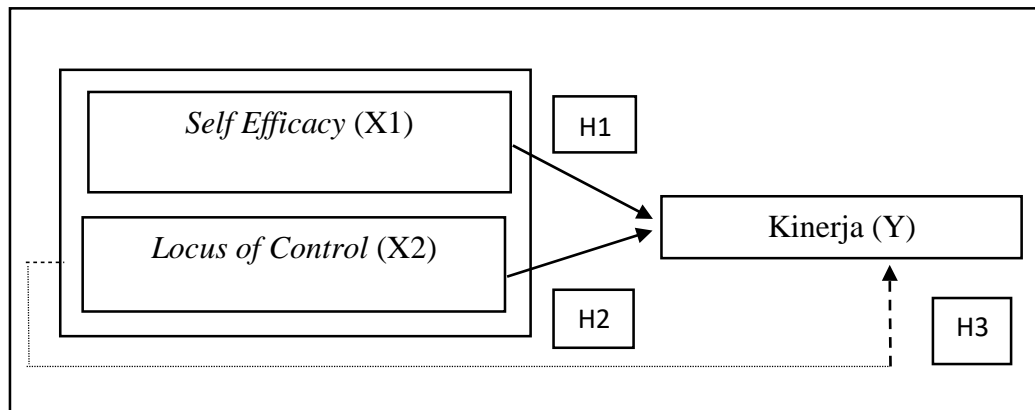 Self Efficacy (X1)
H1
Kinerja (Y)
Locus of Control (X2)
H2
H3